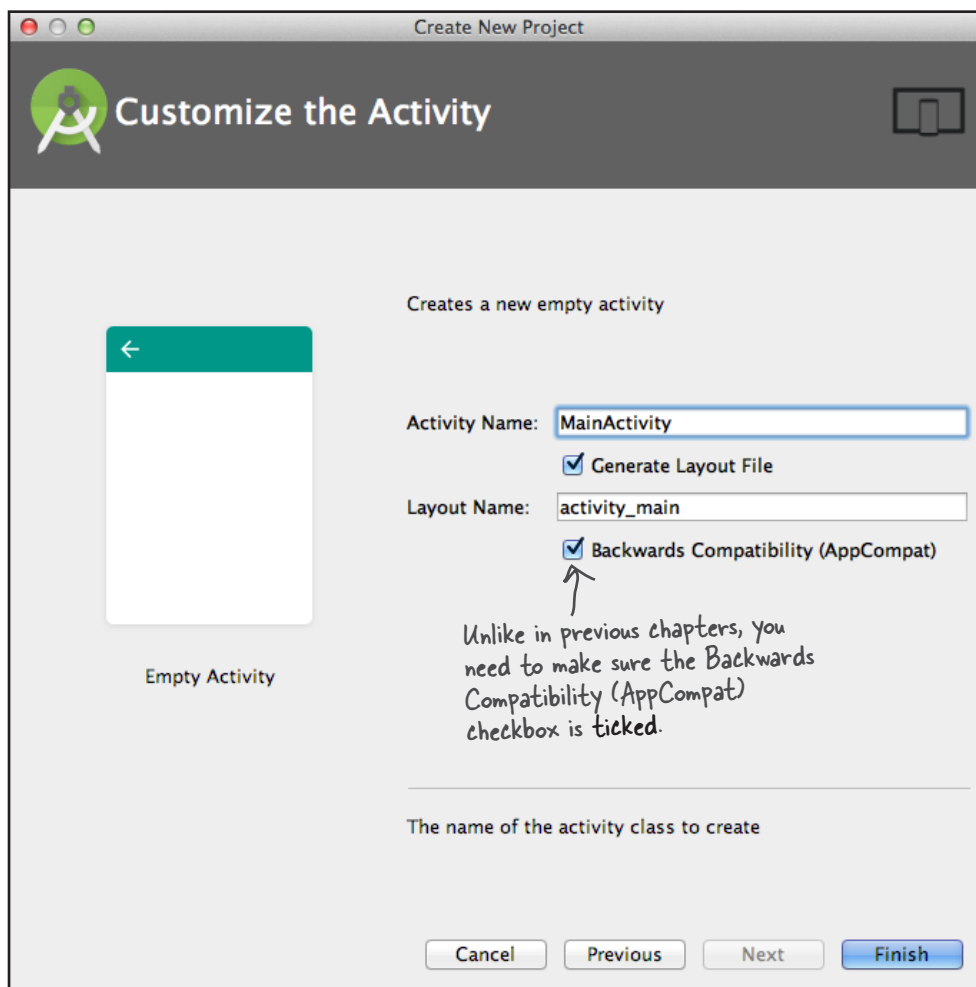 Create New Project
Customize the Activity
Creates a new empty activity
Activity Name: MainActivity
Generate Layout File
Layout Name: activity_main
Backwards Compatibility (AppCompat)
Unlike in previous chapters, you
need to make sure the Backwards
Compatibility (AppCompat)
checkbox is ticked.
Empty Activity
The name of the activity class to create
Cancel Previous Next Finish